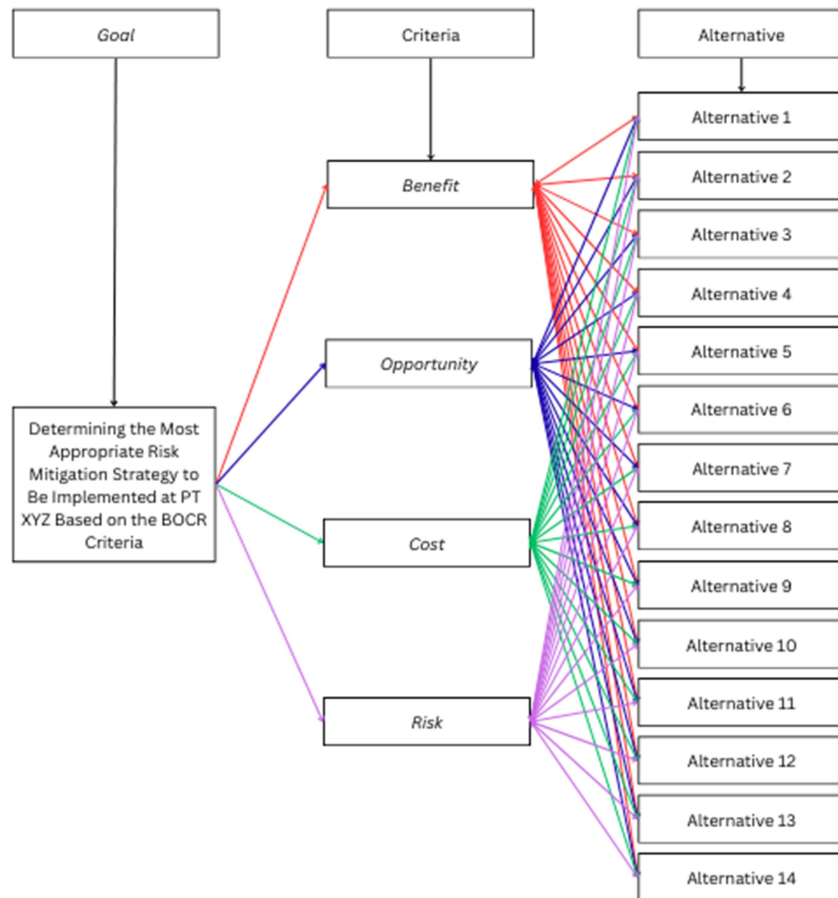 Goal
Criteria
Alternative
Determining the Most
Appropriate Risk
Mitigation Strategy to
Be Implemented at PT
XYZ Based on the BOCR
Criteria
Benefit
Opportunity
Cost
Risk
Alternative 1
Alternative 2
Alternative 3
Alternative 4
Alternative 5
Alternative 6
Alternative 7
Alternative 8
Alternative 9
Alternative 10
Alternative 11
Alternative 12
Alternative 13
Alternative 14